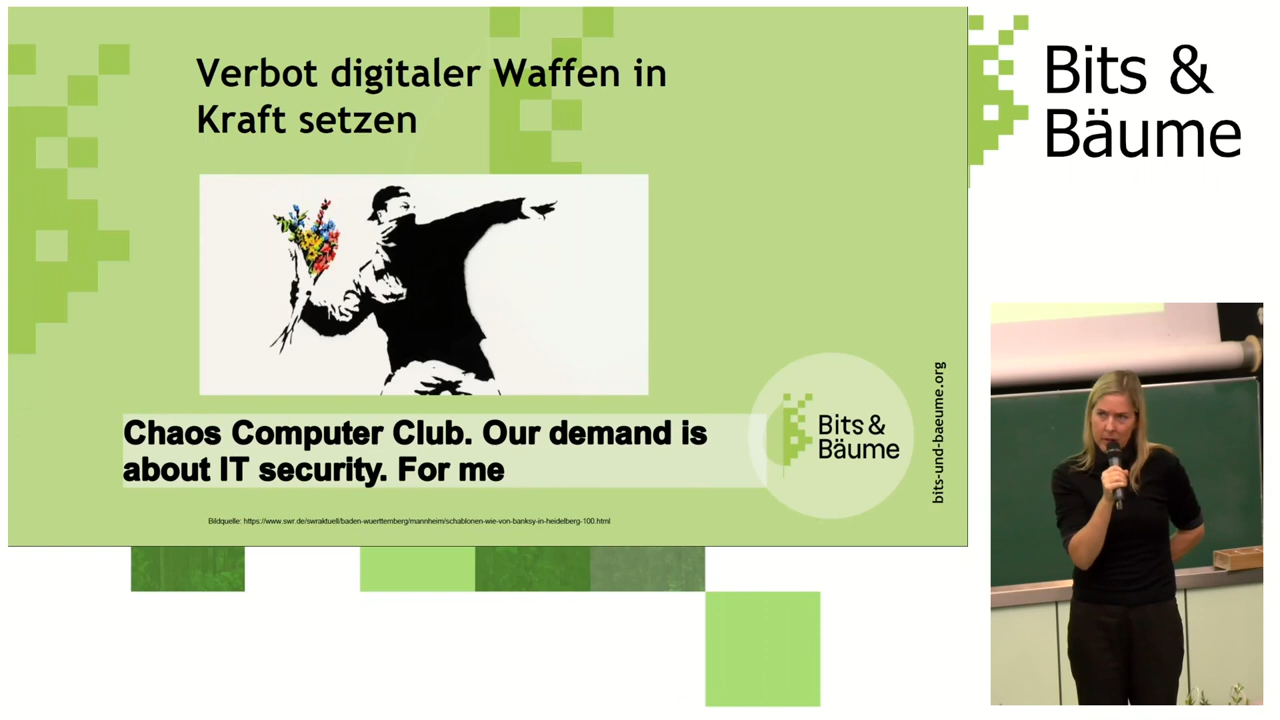 Verbot digitaler Waffen in
Kraft setzen
Chaos Computer Club. Our demand is
about IT security. For me
Bildquelle: https://www.swr.de/swraktuell/baden-wuerttemberg/mannheim/schablonen-wie-von-banksy-in-heidelberg-100.html
Bits &
Bäume
bits-und-baeume.org
Bits &
Bäume